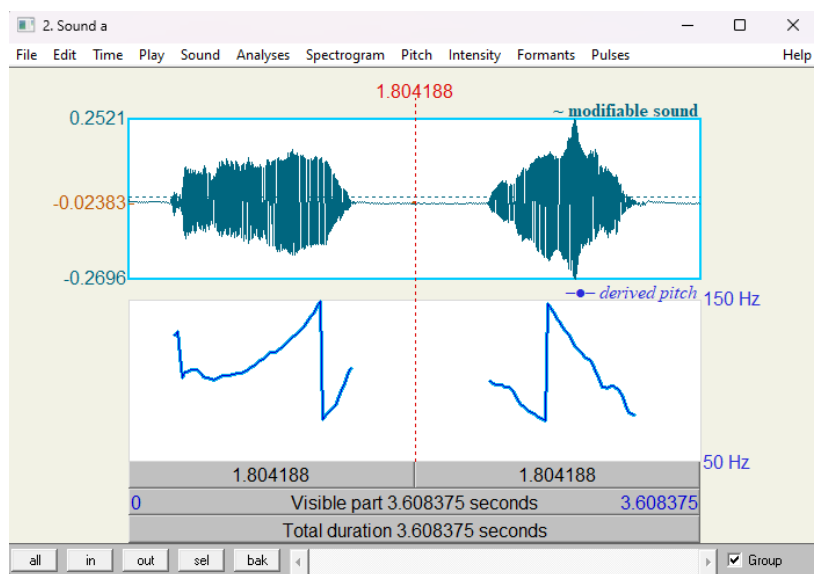 2. Sound a
File Edit Time Play Sound Analyses Spectrogram Pitch Intensity Formants Pulses Help
1.804188
~ modifiable sound
0.2521
-0.02383
-0.2696
derived pitch
150 Hz
50 Hz
1.804188 1.804188
0 Visible part 3.608375 seconds 3.608375
Total duration 3.608375 seconds
all in out sel bak Group